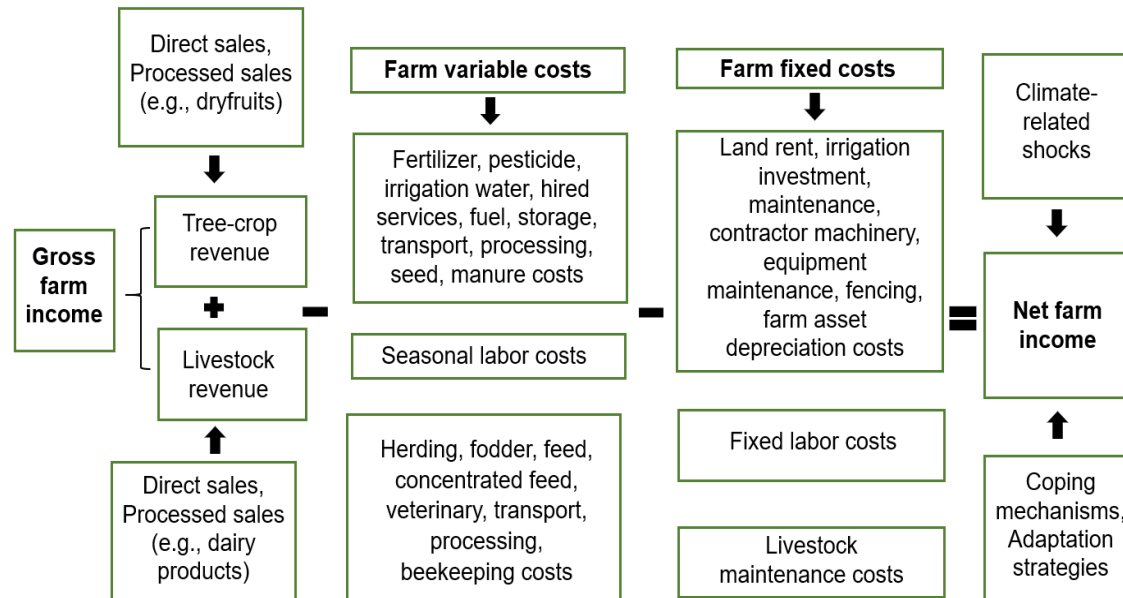 Direct sales,
Processed sales
(e.g., dryfruits)
Gross
farm
income
Tree-crop
revenue
Livestock
revenue
Direct sales,
Processed sales
(e.g., dairy
products)
Farm variable costs
Fertilizer, pesticide,
irrigation water, hired
services, fuel, storage,
transport, processing,
seed, manure costs
Seasonal labor costs
Herding, fodder, feed,
concentrated feed,
veterinary, transport,
processing,
beekeeping costs
Farm fixed costs
Land rent, irrigation
investment,
maintenance,
contractor machinery,
equipment
maintenance, fencing,
farm asset
depreciation costs
Fixed labor costs
Livestock
maintenance costs
Climate-
related
shocks
Net farm
income
Coping
mechanisms,
Adaptation
strategies